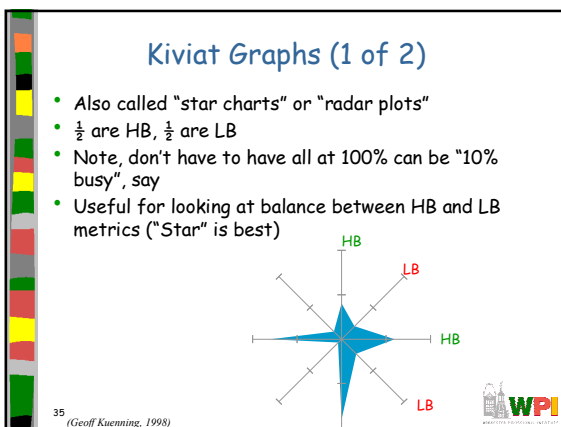 Kiviat Graphs (1 of 2)
• Also called “star charts” or “radar plots”
• ½ are HB, ½ are LB
• Note, don’t have to have all at 100% can be “10%
busy”, say
• Useful for looking at balance between HB and LB
metrics (“Star” is best)
HB
LB
HB
LB
35
(Geoff Kuenning, 1998)
WPI